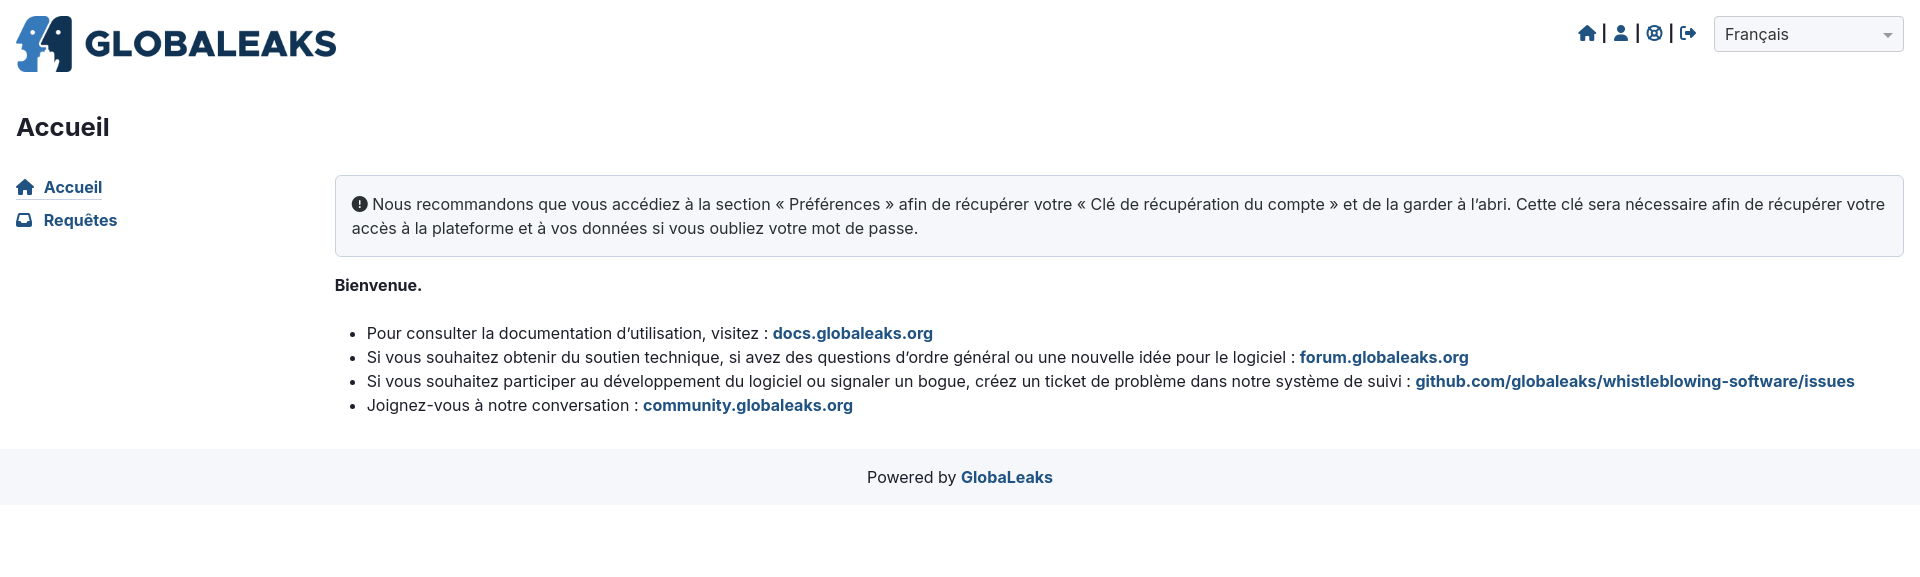 GLOBALEAKS
Français
Accueil
Accueil
Requêtes
Nous recommandons que vous accédiez à la section « Préférences » afin de récupérer votre « Clé de récupération du compte » et de la garder à l’abri. Cette clé sera nécessaire afin de récupérer votre
accès à la plateforme et à vos données si vous oubliez votre mot de passe.
Bienvenue.
Pour consulter la documentation d’utilisation, visitez : docs.globaleaks.org
Si vous souhaitez obtenir du soutien technique, si avez des questions d’ordre général ou une nouvelle idée pour le logiciel : forum.globaleaks.org
Si vous souhaitez participer au développement du logiciel ou signaler un bogue, créez un ticket de problème dans notre système de suivi : github.com/globaleaks/whistleblowing-software/issues
Joignez-vous à notre conversation : community.globaleaks.org
Powered by GlobaLeaks